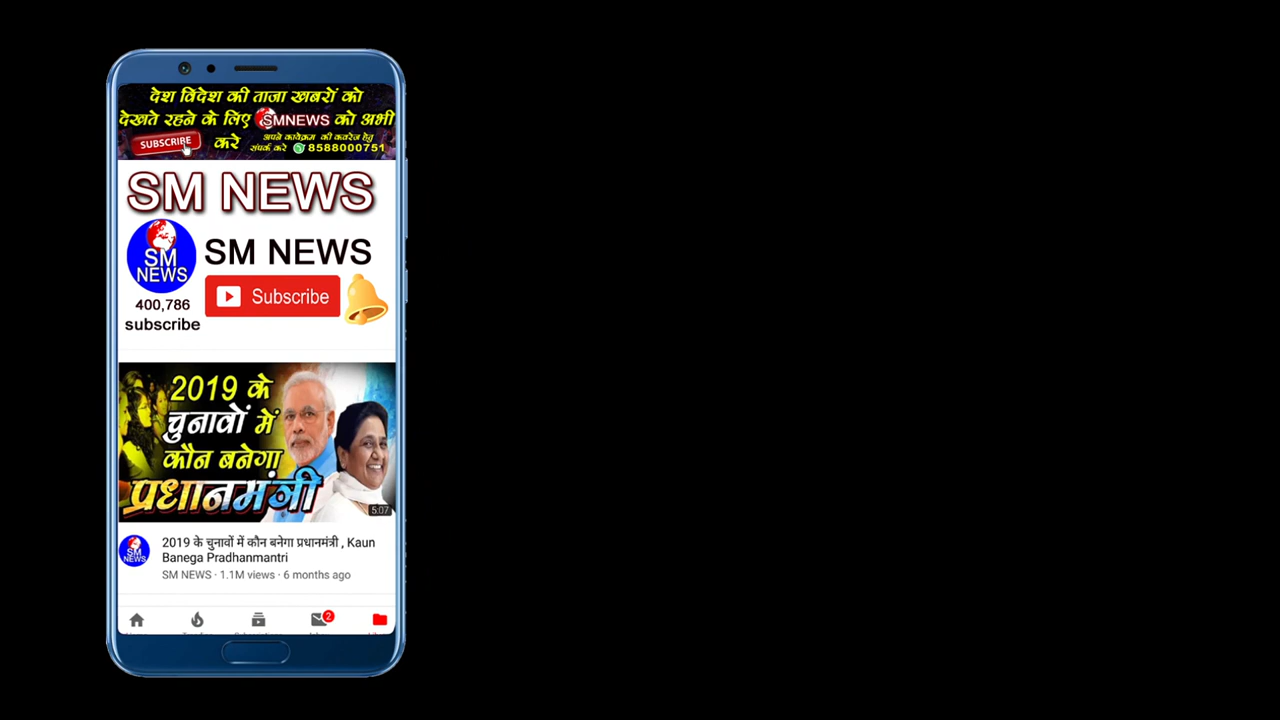 देश विदेश की ताजा खबरों को
देखते रहने के लिए SMNEWS को अभी
SUBSCRIBE करे अपने कार्यक्रम की कवरेज हेतु
संपर्क करे 8588000751
SM NEWS
SM NEWS
SM NEWS
Subscribe
400,786
subscribe
2019 के
चुनावों में
कौन बनेगा
प्रधानमंत्री
5:07
SM NEWS
2019 के चुनावों में कौन बनेगा प्रधानमंत्री , Kaun
Banega Pradhanmantri
SM NEWS · 1.1M views · 6 months ago
2